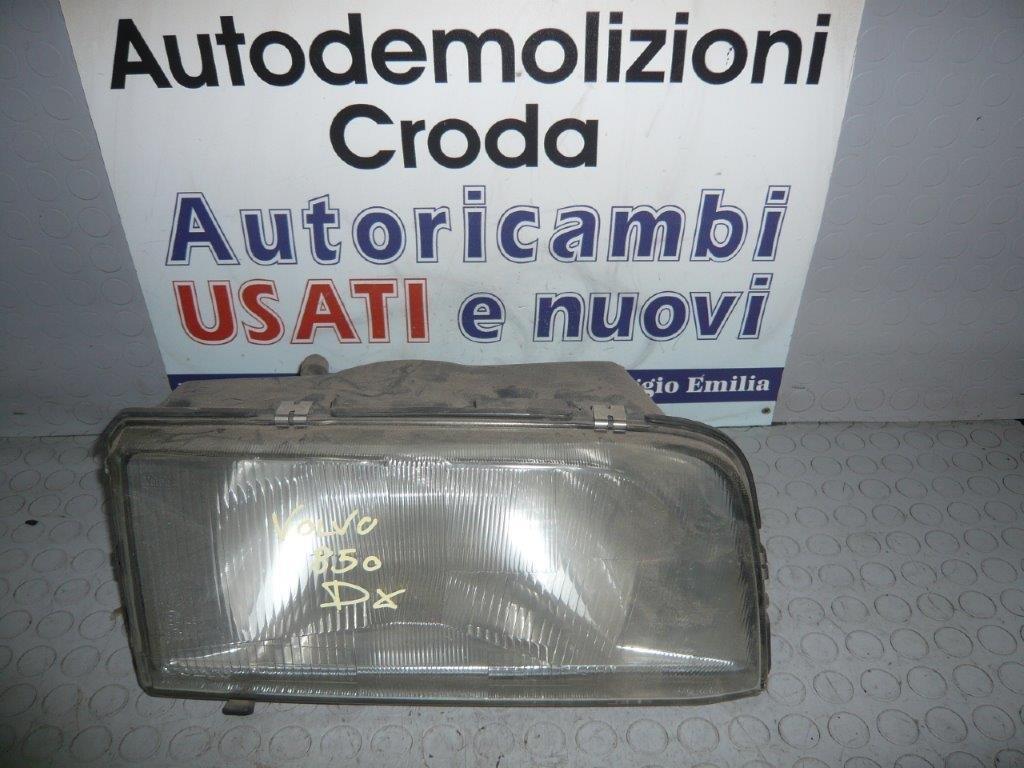 Autodemolizioni
Croda
Autoricambi
USATI e nuovi
gio Emilia
Volvo
850
Dx